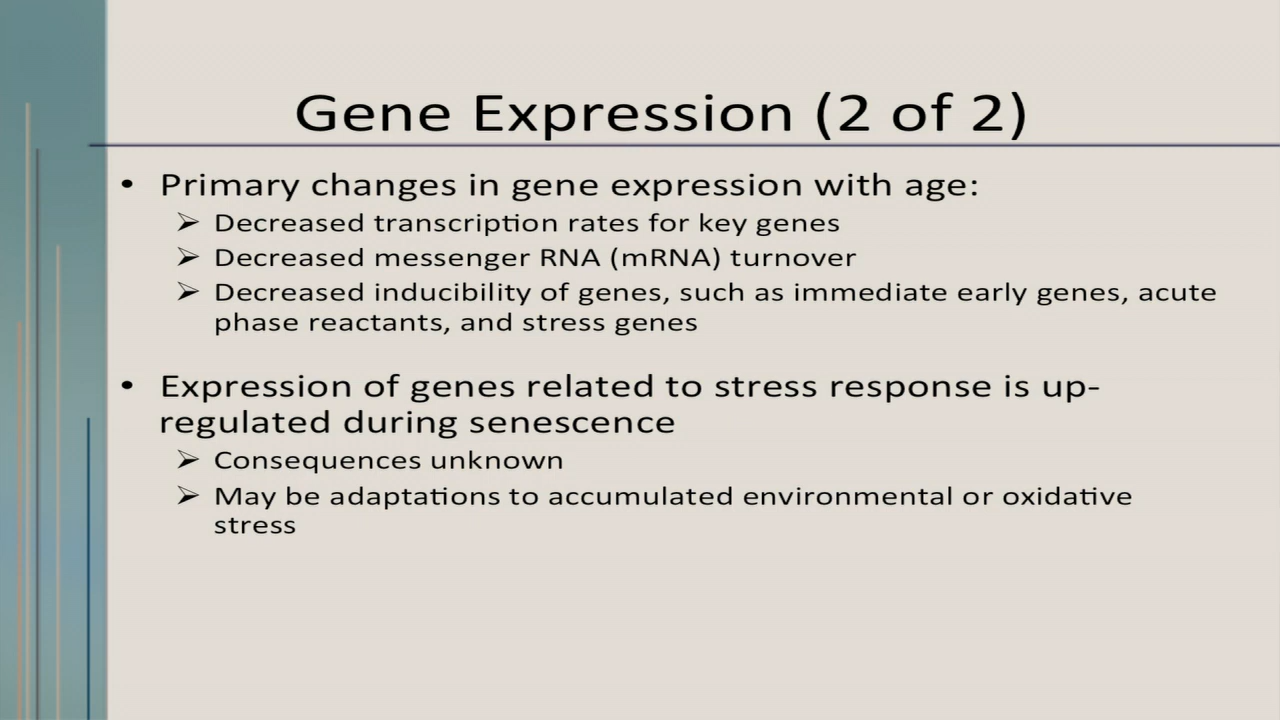 Gene Expression (2 of 2)
• Primary changes in gene expression with age:
➢ Decreased transcription rates for key genes
➢ Decreased messenger RNA (mRNA) turnover
➢ Decreased inducibility of genes, such as immediate early genes, acute
phase reactants, and stress genes
• Expression of genes related to stress response is up-
regulated during senescence
➢ Consequences unknown
➢ May be adaptations to accumulated environmental or oxidative
stress